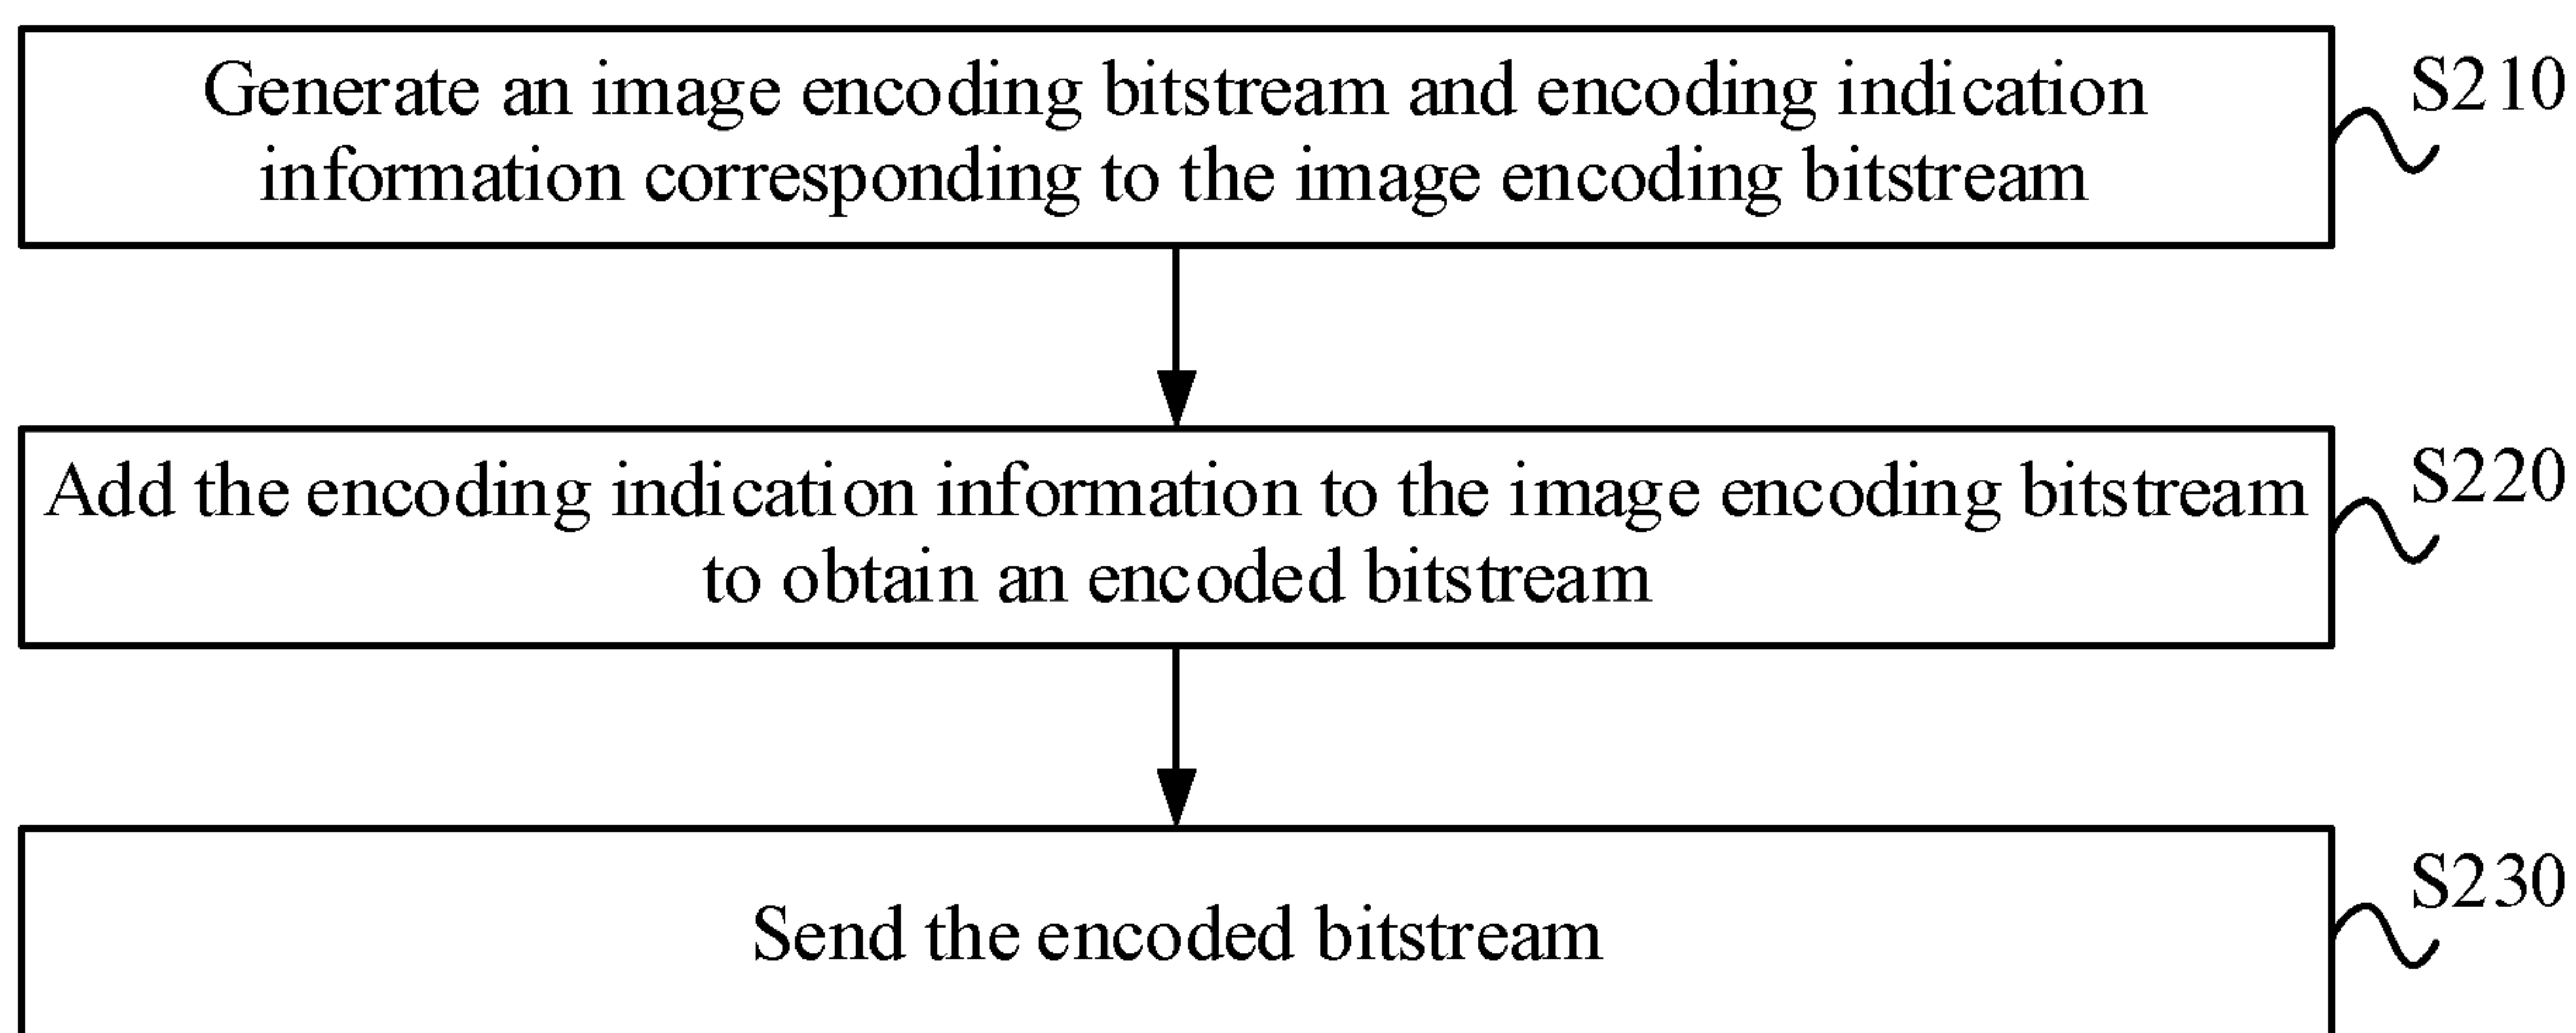 Generate an image encoding bitstream and encoding indication
information corresponding to the image encoding bitstream
S210
Add the encoding indication information to the image encoding bitstream
to obtain an encoded bitstream
S220
Send the encoded bitstream
S230